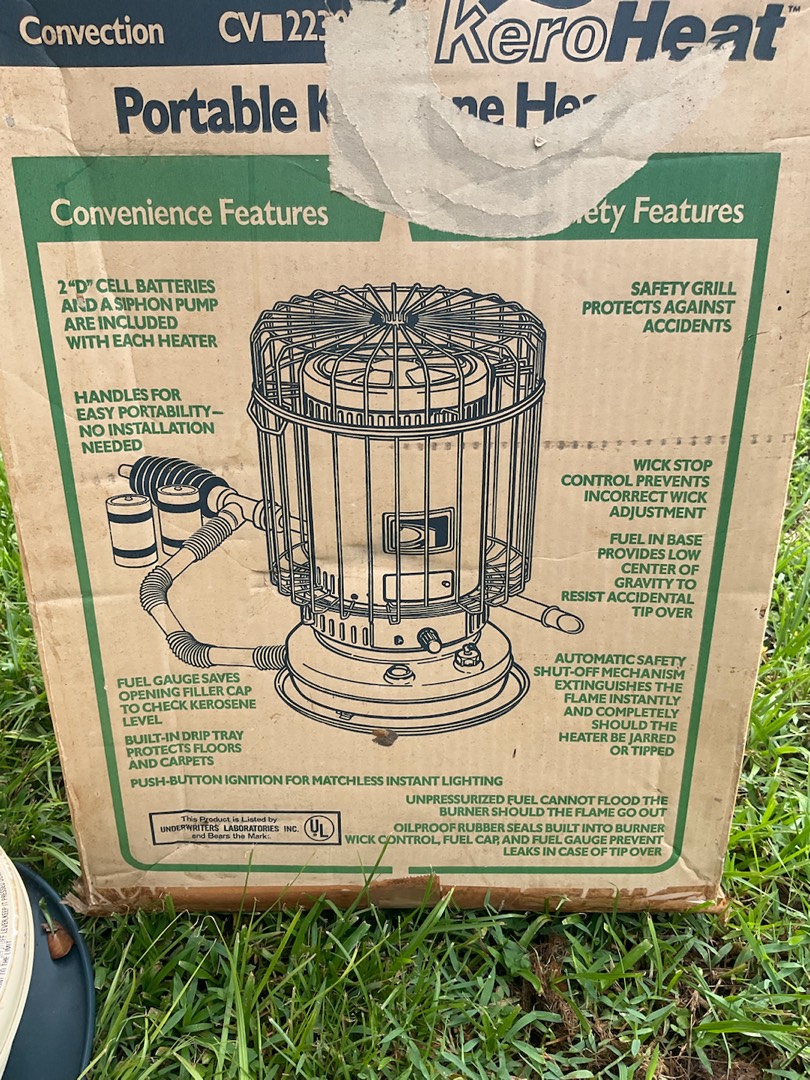 Convection CV 223
KeroHeat™
Portable
Convenience Features
2 "D" CELL BATTERIES
AND A SIPHON PUMP
ARE INCLUDED
WITH EACH HEATER
HANDLES FOR
EASY PORTABILITY—
NO INSTALLATION
NEEDED
FUEL GAUGE SAVES
OPENING FILLER CAP
TO CHECK KEROSENE
LEVEL
BUILT-IN DRIP TRAY
PROTECTS FLOORS
AND CARPETS
Features
SAFETY GRILL
PROTECTS AGAINST
ACCIDENTS
WICK STOP
CONTROL PREVENTS
INCORRECT WICK
ADJUSTMENT
FUEL IN BASE
PROVIDES LOW
CENTER OF
GRAVITY TO
RESIST ACCIDENTAL
TIP OVER
AUTOMATIC SAFETY
SHUT-OFF MECHANISM
EXTINGUISHES THE
FLAME INSTANTLY
AND COMPLETELY
SHOULD THE
HEATER BE JARRED
OR TIPPED
PUSH-BUTTON IGNITION FOR MATCHLESS INSTANT LIGHTING
UNPRESSURIZED FUEL CANNOT FLOOD THE
BURNER SHOULD THE FLAME GO OUT
OILPROOF RUBBER SEALS BUILT INTO BURNER
WICK CONTROL, FUEL CAP, AND FUEL GAUGE PREVENT
LEAKS IN CASE OF TIP OVER
This Product is Listed by
UNDERWRITERS LABORATORIES INC.
and Bears the Mark:
UL